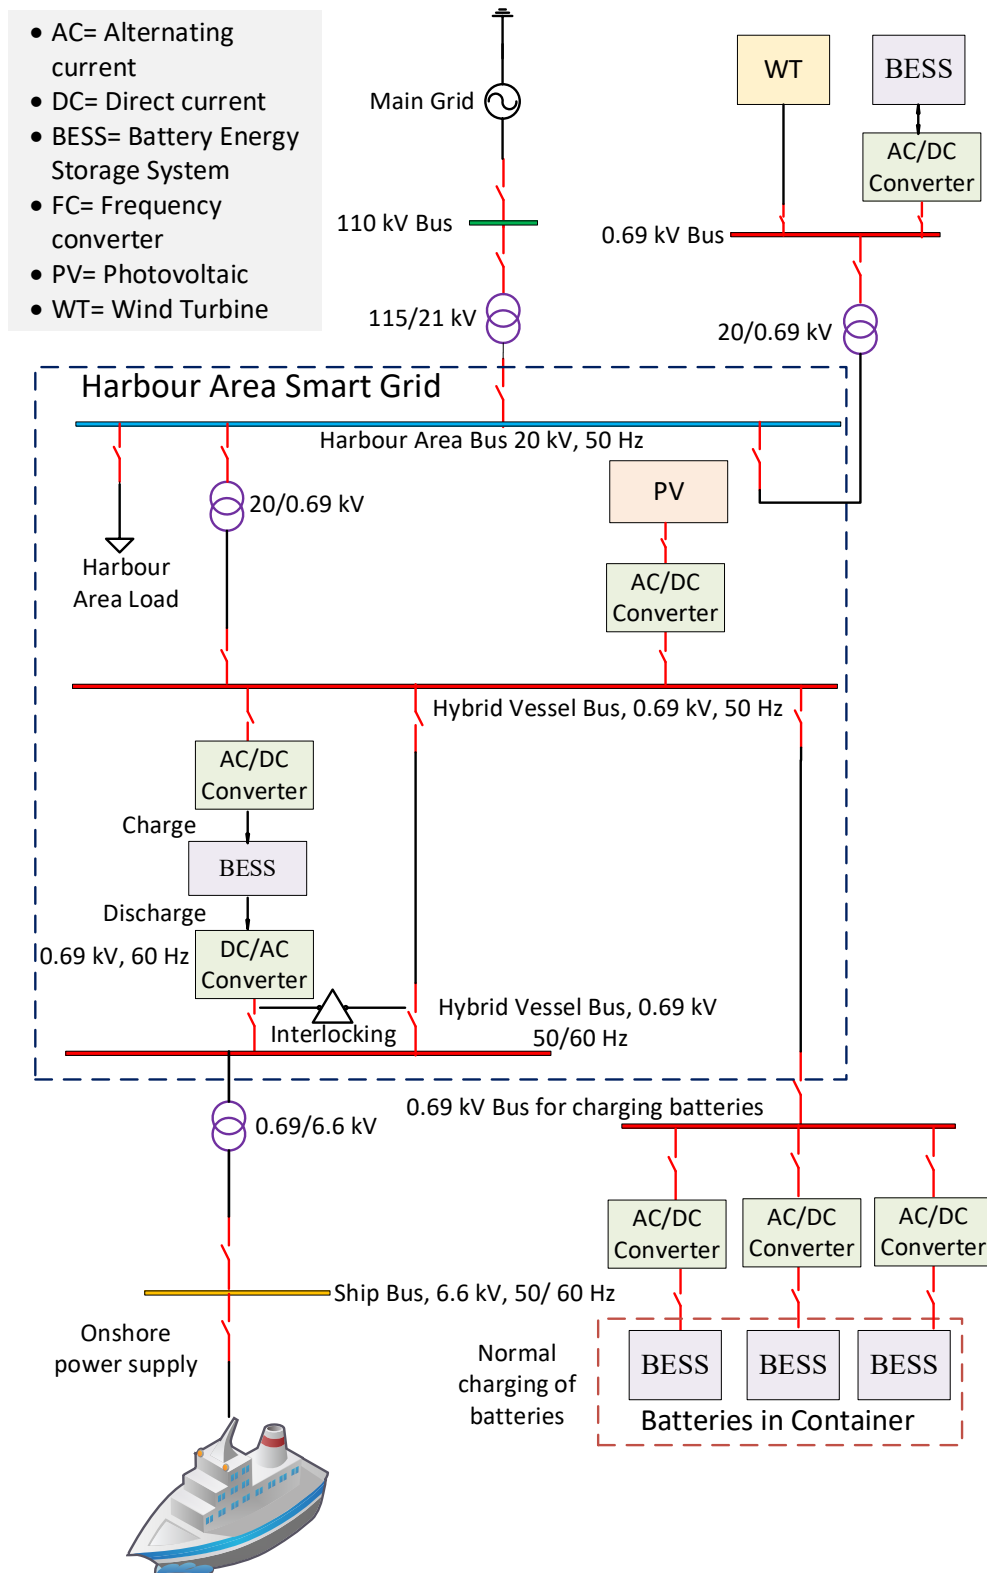 • AC= Alternating
current
• DC= Direct current
• BESS= Battery Energy
Storage System
• FC= Frequency
converter
• PV= Photovoltaic
• WT= Wind Turbine
Main Grid
110 kV Bus
115/21 kV
WT
BESS
AC/DC
Converter
0.69 kV Bus
20/0.69 kV
Harbour Area Smart Grid
Harbour Area Bus 20 kV, 50 Hz
20/0.69 kV
Harbour
Area Load
PV
AC/DC
Converter
Hybrid Vessel Bus, 0.69 kV, 50 Hz
AC/DC
Converter
Charge
BESS
Discharge
0.69 kV, 60 Hz
DC/AC
Converter
Interlocking
Hybrid Vessel Bus, 0.69 kV
50/60 Hz
0.69/6.6 kV
0.69 kV Bus for charging batteries
AC/DC
Converter
AC/DC
Converter
AC/DC
Converter
Ship Bus, 6.6 kV, 50/ 60 Hz
Onshore
power supply
Normal
charging of
batteries
BESS
BESS
BESS
Batteries in Container